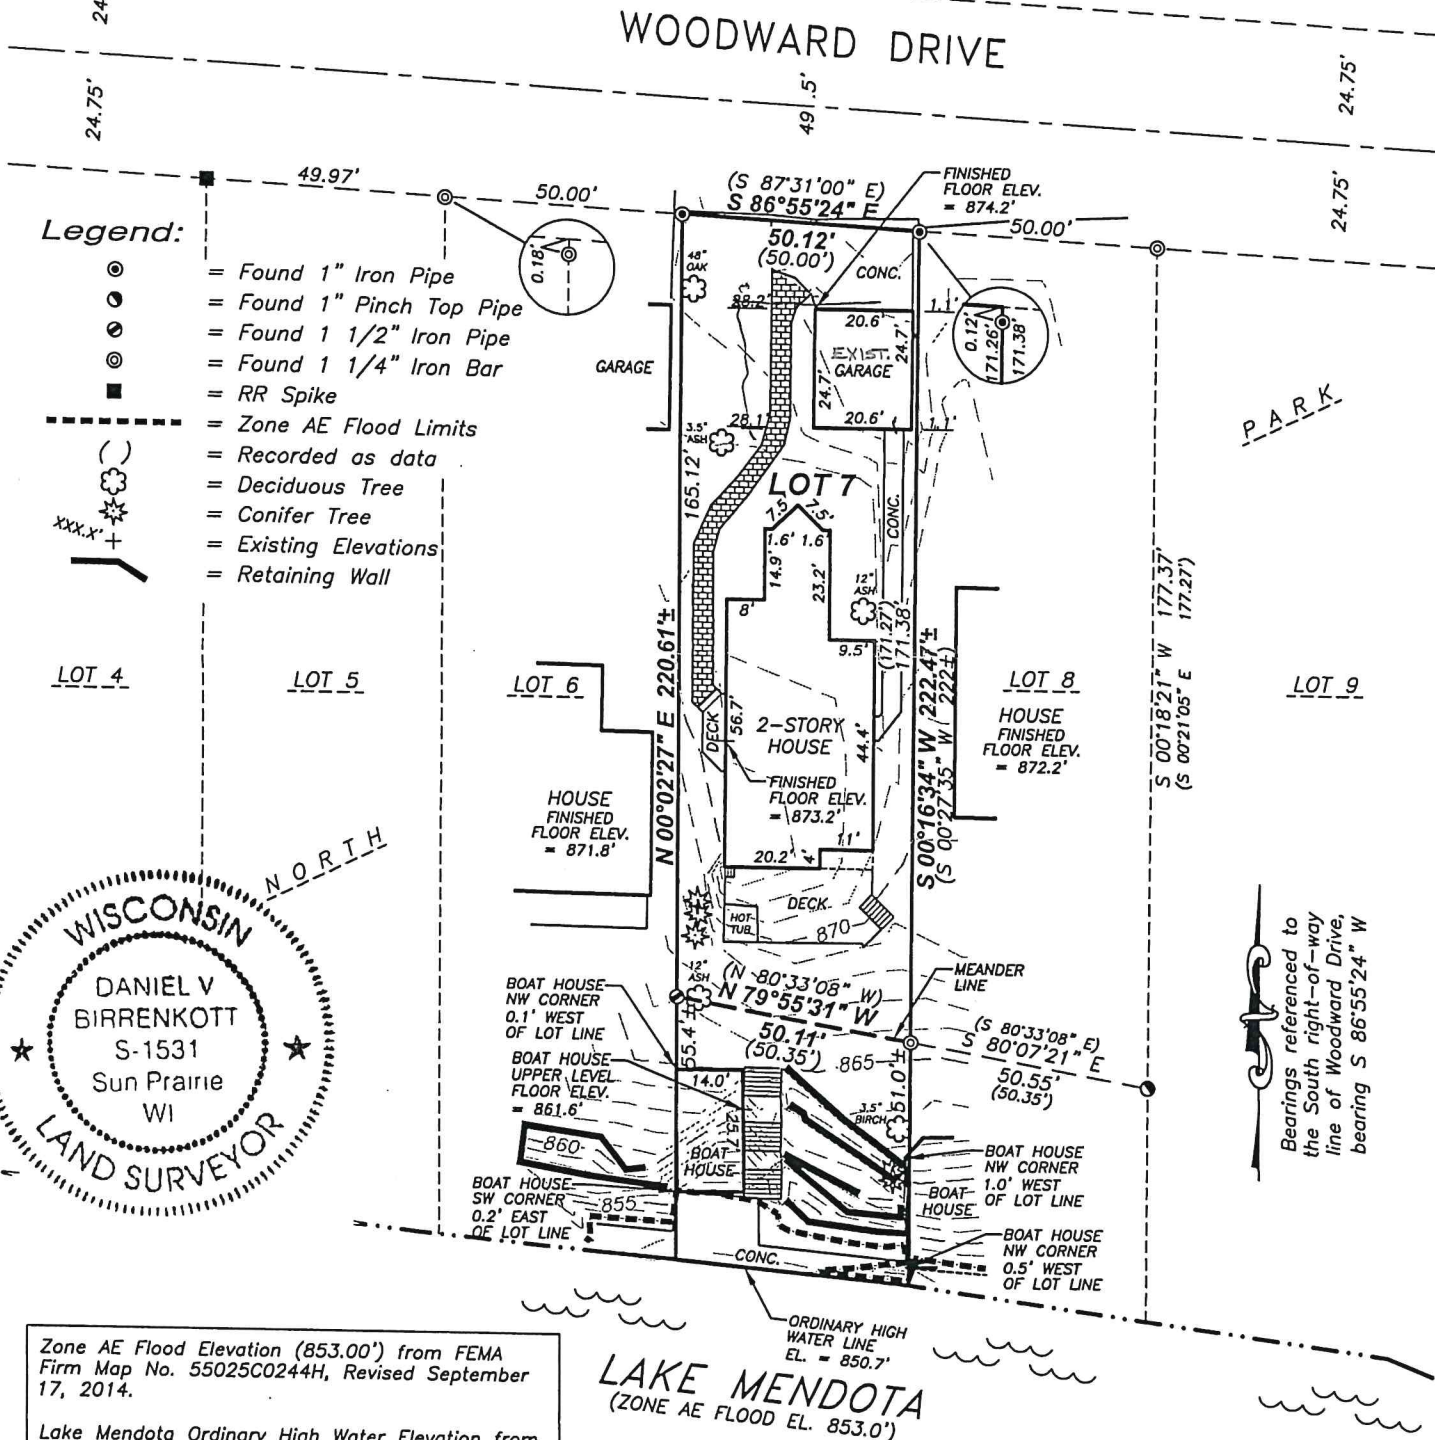 WOODWARD DRIVE
24.75'
49.5'
24.75'
24.75'
49.97'
50.00'
(S 87°31'00" E)
S 86°55'24" E
50.12'
(50.00')
FINISHED
FLOOR ELEV.
= 874.2'
50.00'
Legend:
= Found 1" Iron Pipe
= Found 1" Pinch Top Pipe
= Found 1 1/2" Iron Pipe
= Found 1 1/4" Iron Bar
= RR Spike
= Zone AE Flood Limits
( ) = Recorded as data
= Deciduous Tree
= Conifer Tree
XXX.X' + = Existing Elevations
= Retaining Wall
0.18'
48"
OAK
CONC.
88.2'
20.6'
1.1'
24.7'
EXIST.
GARAGE
24.7'
20.6'
1.1'
0.12'
171.26'
171.38'
GARAGE
3.5"
ASH
28.1'
PARK
165.12'
LOT 7
7.5'
7.5'
1.6'
1.6'
14.9'
23.2'
CONC.
12"
ASH
8'
9.5'
(171.27')
171.38'
LOT 4
LOT 5
LOT 6
LOT 8
LOT 9
N 00°02'27" E 220.61'±
S 00°16'34" W 222.47'±
(S 00°27'35" W 222±)
S 00°18'21" W 177.37'
(S 00°21'05" E 177.27')
DECK
56.7'
2-STORY
HOUSE
44.4'
FINISHED
FLOOR ELEV.
= 873.2'
HOUSE
FINISHED
FLOOR ELEV.
= 872.2'
HOUSE
FINISHED
FLOOR ELEV.
= 871.8'
20.2'
4'
11'
NORTH
DECK
HOT
TUB
870
WISCONSIN
DANIEL V
BIRRENKOTT
S-1531
Sun Prairie
WI
LAND SURVEYOR
Bearings referenced to
the South right-of-way
line of Woodward Drive,
bearing S 86°55'24" W
12"
ASH
(N 80°33'08" W)
N 79°55'31" W
50.11'
(50.35')
MEANDER
LINE
(S 80°33'08" E)
S 80°07'21" E
50.55'
(50.35')
BOAT HOUSE
NW CORNER
0.1' WEST
OF LOT LINE
55.4'±
14.0'
865
51.0'±
BOAT HOUSE
UPPER LEVEL
FLOOR ELEV.
= 861.6'
25.7'
3.5"
BIRCH
860
BOAT
HOUSE
BOAT HOUSE
NW CORNER
1.0' WEST
OF LOT LINE
BOAT
HOUSE
BOAT HOUSE
SW CORNER
0.2' EAST
OF LOT LINE
855
CONC.
BOAT HOUSE
NW CORNER
0.5' WEST
OF LOT LINE
ORDINARY HIGH
WATER LINE
EL. = 850.7'
LAKE MENDOTA
(ZONE AE FLOOD EL. 853.0')
Zone AE Flood Elevation (853.00') from FEMA
Firm Map No. 55025C0244H, Revised September
17, 2014.
Lake Mendota Ordinary High Water Elevation from